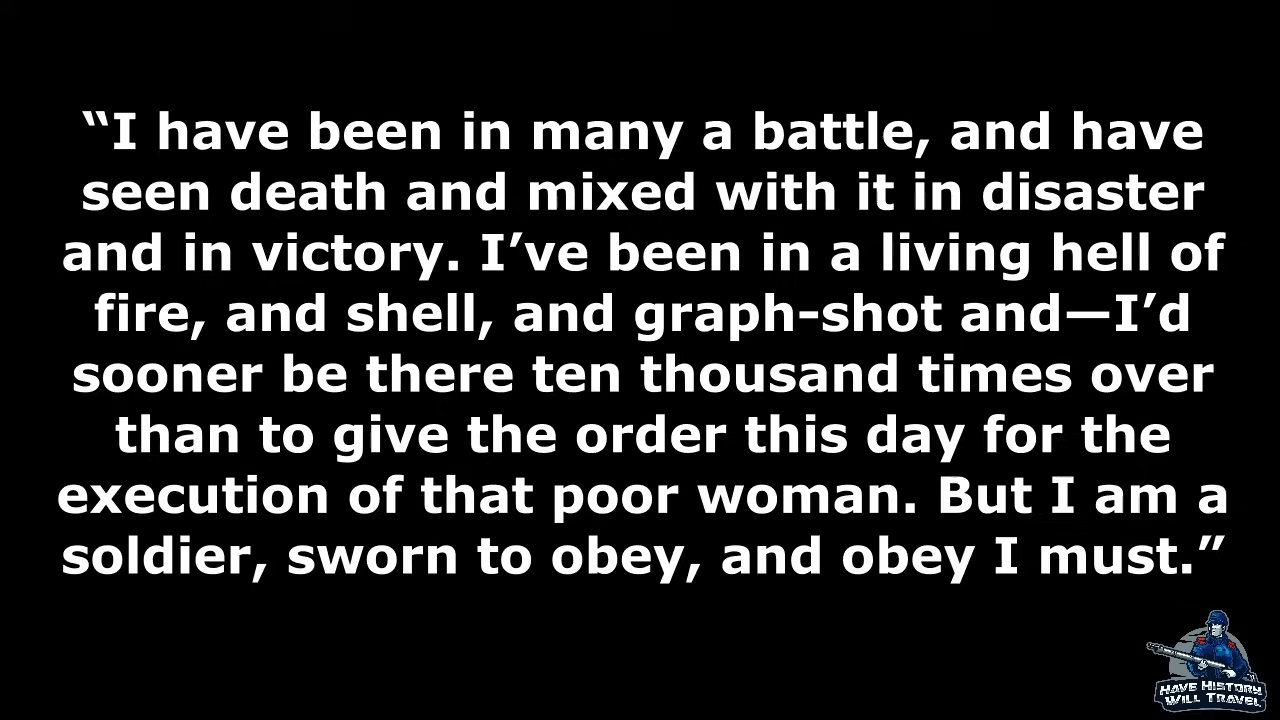 “I have been in many a battle, and have
seen death and mixed with it in disaster
and in victory. I’ve been in a living hell of
fire, and shell, and graph-shot and—I’d
sooner be there ten thousand times over
than to give the order this day for the
execution of that poor woman. But I am a
soldier, sworn to obey, and obey I must.”
HAVE HISTORY
WILL TRAVEL